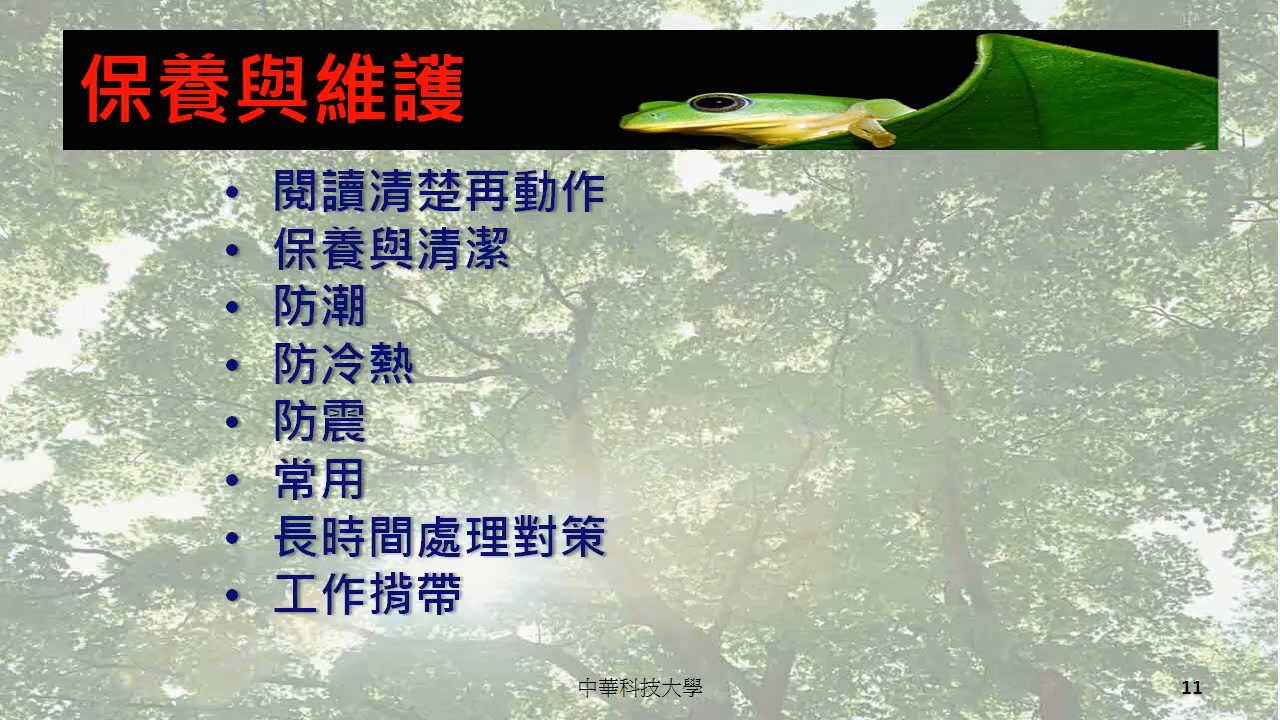 保養與維護
• 閱讀清楚再動作
• 保養與清潔
• 防潮
• 防冷熱
• 防震
• 常用
• 長時間處理對策
• 工作揹帶
中華科技大學
11